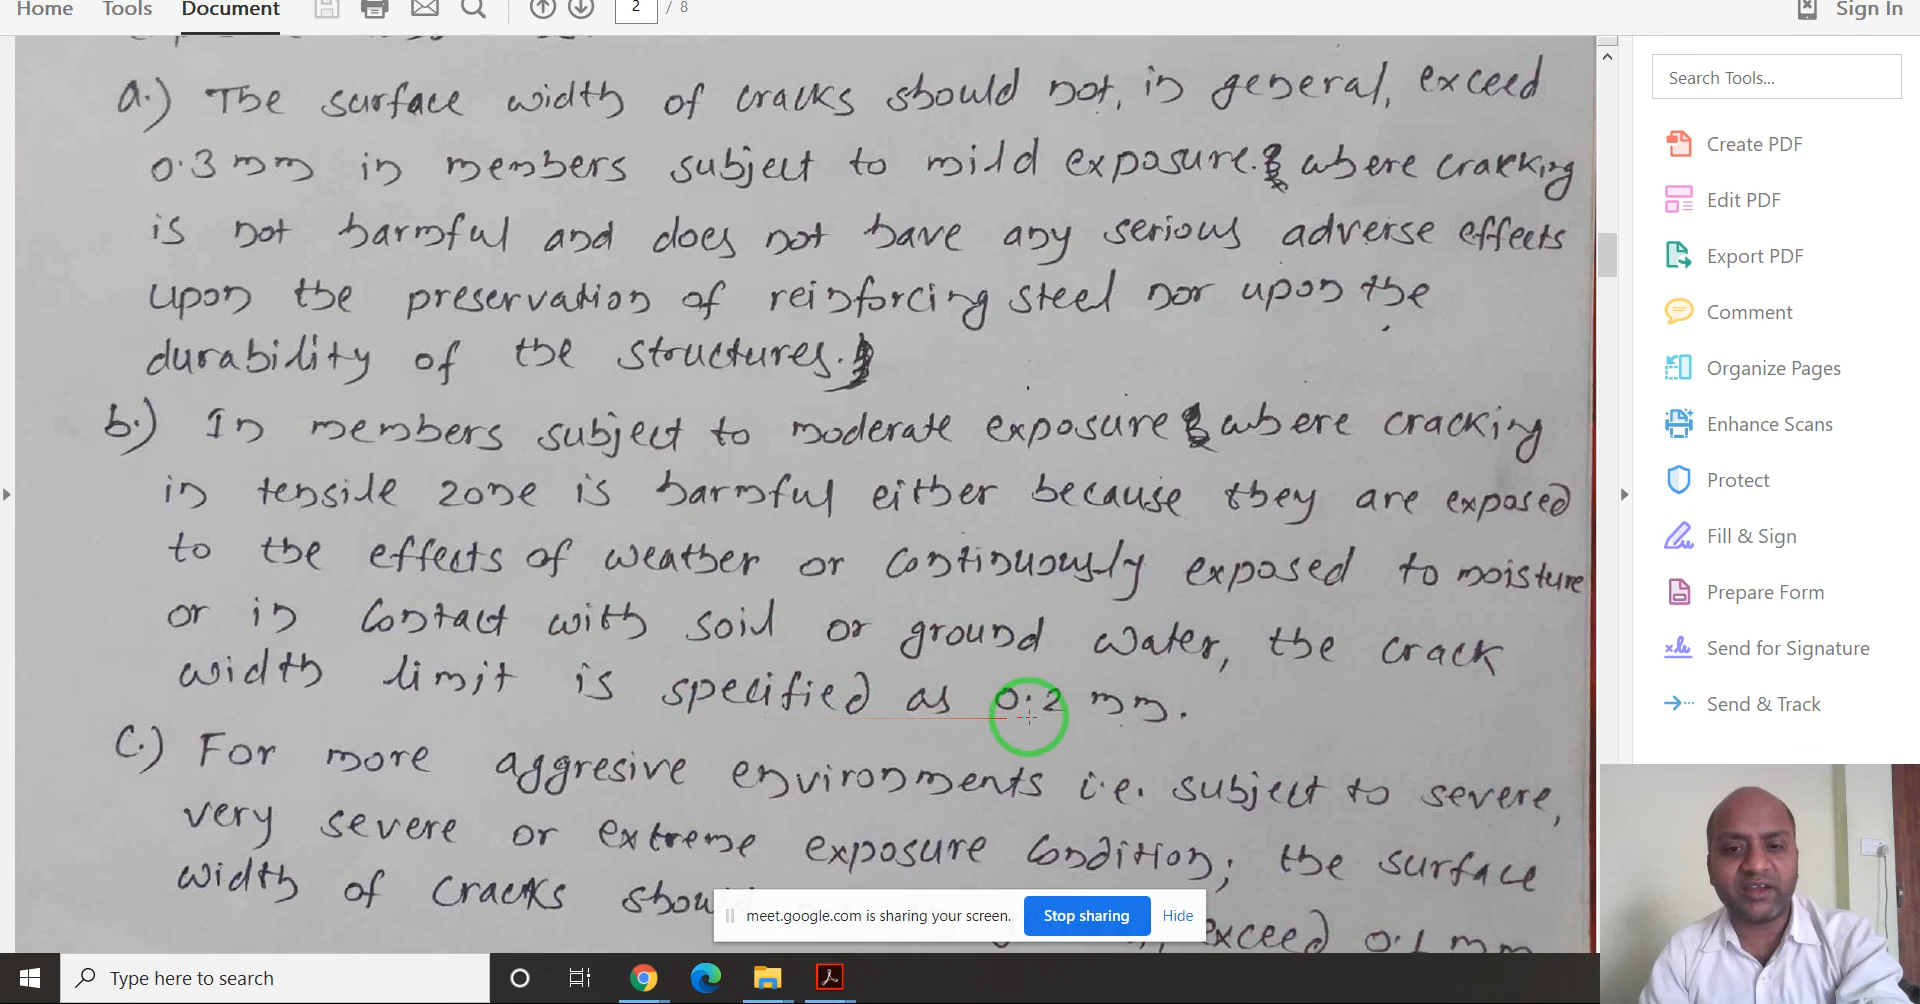 Home Tools Document 2 / 8 Sign In
a.) The surface width of cracks should not, in general, exceed
0.3 mm in members subject to mild exposure. where cracking
is not harmful and does not have any serious adverse effects
upon the preservation of reinforcing steel nor upon the
durability of the structures.
b.) In members subject to moderate exposure where cracking
in tensile zone is harmful either because they are exposed
to the effects of weather or continuously exposed to moisture
or in contact with soil or ground water, the crack
width limit is specified as 0.2 mm.
c.) For more aggresive environments i.e. subject to severe,
very severe or extreme exposure condition; the surface
width of cracks
exceed 0.1 mm
meet.google.com is sharing your screen. Stop sharing Hide
Search Tools...
Create PDF
Edit PDF
Export PDF
Comment
Organize Pages
Enhance Scans
Protect
Fill & Sign
Prepare Form
Send for Signature
Send & Track
Type here to search